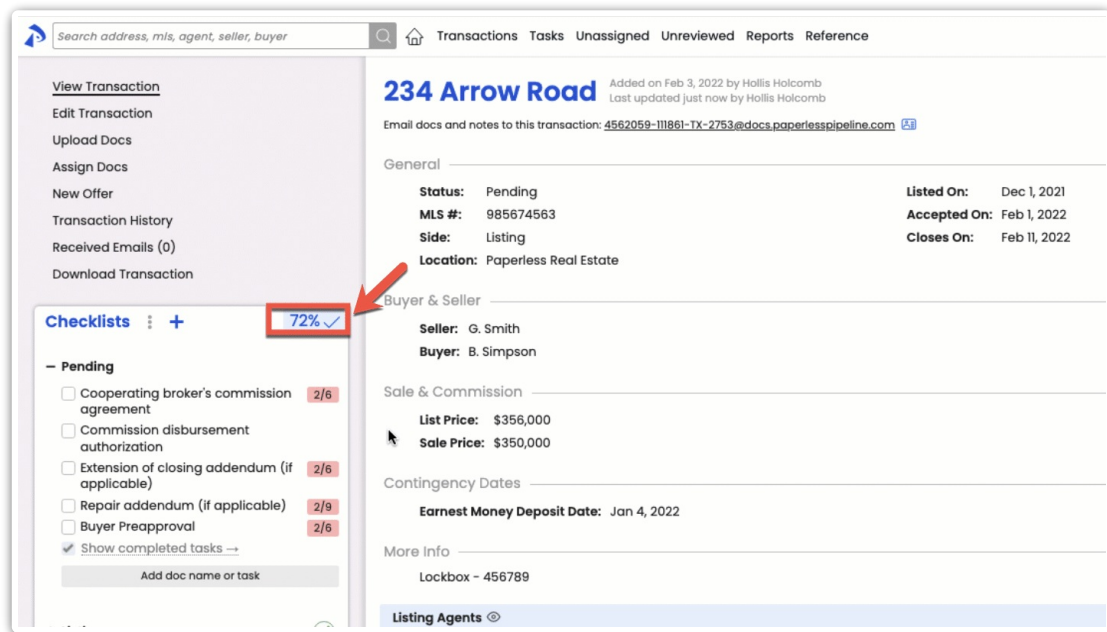 Search address, mls, agent, seller, buyer
Transactions Tasks Unassigned Unreviewed Reports Reference
View Transaction
Edit Transaction
Upload Docs
Assign Docs
New Offer
Transaction History
Received Emails (0)
Download Transaction
Checklists
72%
Pending
Cooperating broker's commission agreement 2/6
Commission disbursement authorization
Extension of closing addendum (if applicable) 2/6
Repair addendum (if applicable) 2/9
Buyer Preapproval 2/6
Show completed tasks →
Add doc name or task
234 Arrow Road
Added on Feb 3, 2022 by Hollis Holcomb
Last updated just now by Hollis Holcomb
Email docs and notes to this transaction: 4562059-111861-TX-2753@docs.paperlesspipeline.com
General
Status: Pending
MLS #: 985674563
Side: Listing
Location: Paperless Real Estate
Listed On: Dec 1, 2021
Accepted On: Feb 1, 2022
Closes On: Feb 11, 2022
Buyer & Seller
Seller: G. Smith
Buyer: B. Simpson
Sale & Commission
List Price: $356,000
Sale Price: $350,000
Contingency Dates
Earnest Money Deposit Date: Jan 4, 2022
More Info
Lockbox - 456789
Listing Agents